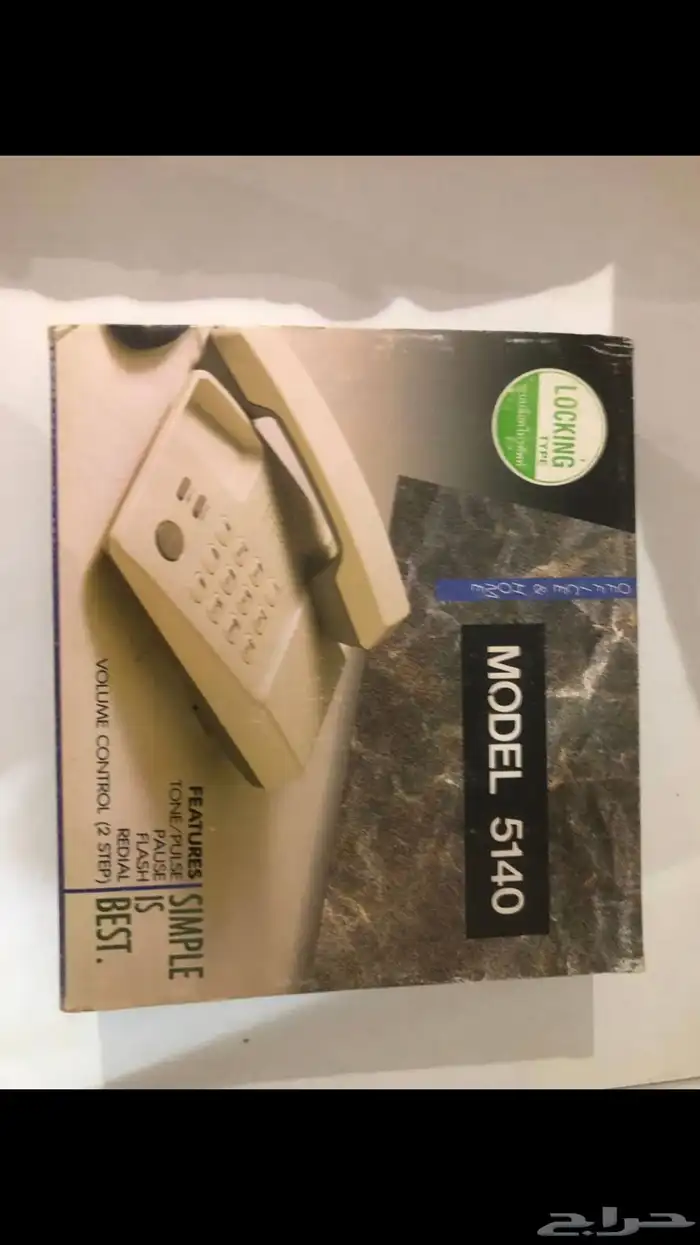 LOCKING
TYPE
OFFICE & HOME
MODEL 5140
FEATURES
TONE/PULSE
PAUSE
FLASH
REDIAL
VOLUME CONTROL (2 STEP)
SIMPLE
IS
BEST.
حراج